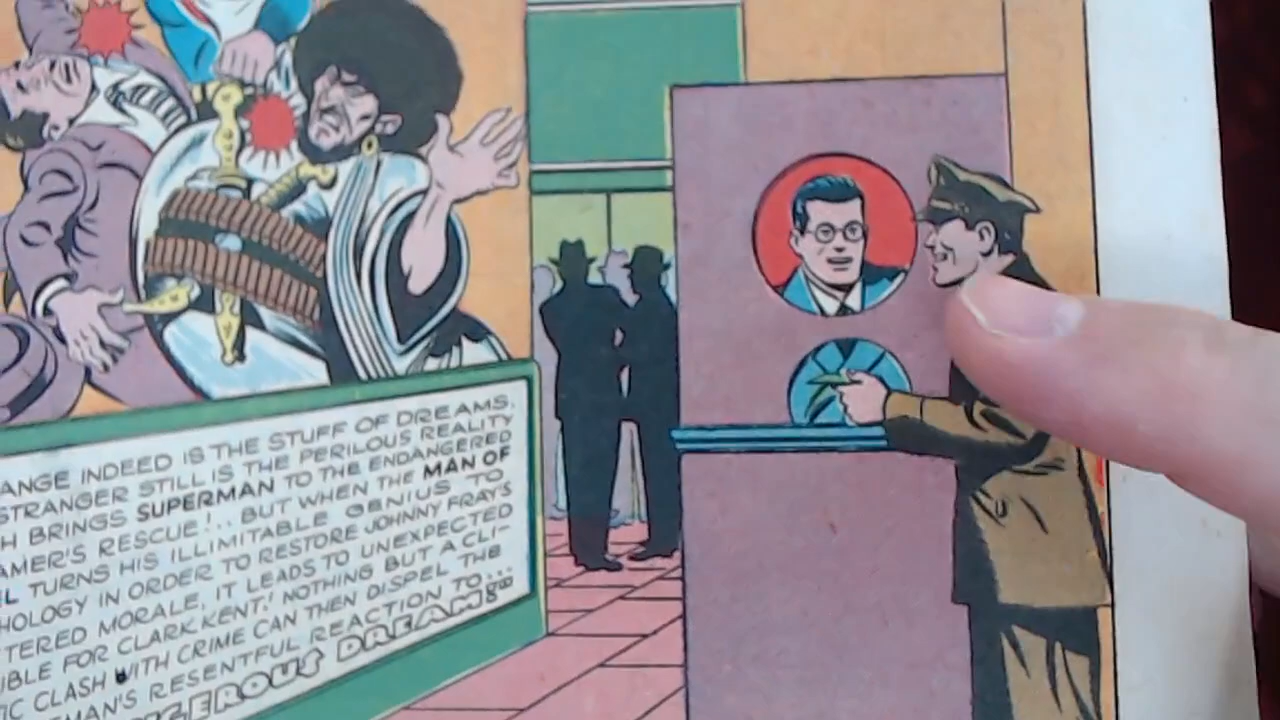 ANGE INDEED IS THE STUFF OF DREAMS.
STRANGER STILL IS THE PERILOUS REALITY
H BRINGS SUPERMAN TO THE ENDANGERED
AMER'S RESCUE!.. BUT WHEN THE MAN OF
L TURNS HIS ILLIMITABLE GENIUS TO
HOLOGY IN ORDER TO RESTORE JOHNNY FRAY'S
TERED MORALE, IT LEADS TO UNEXPECTED
IBLE FOR CLARK KENT! NOTHING BUT A CLI-
IC CLASH WITH CRIME CAN THEN DISPEL THE
EMAN'S RESENTFUL REACTION TO...
GEROUS DREAM!"